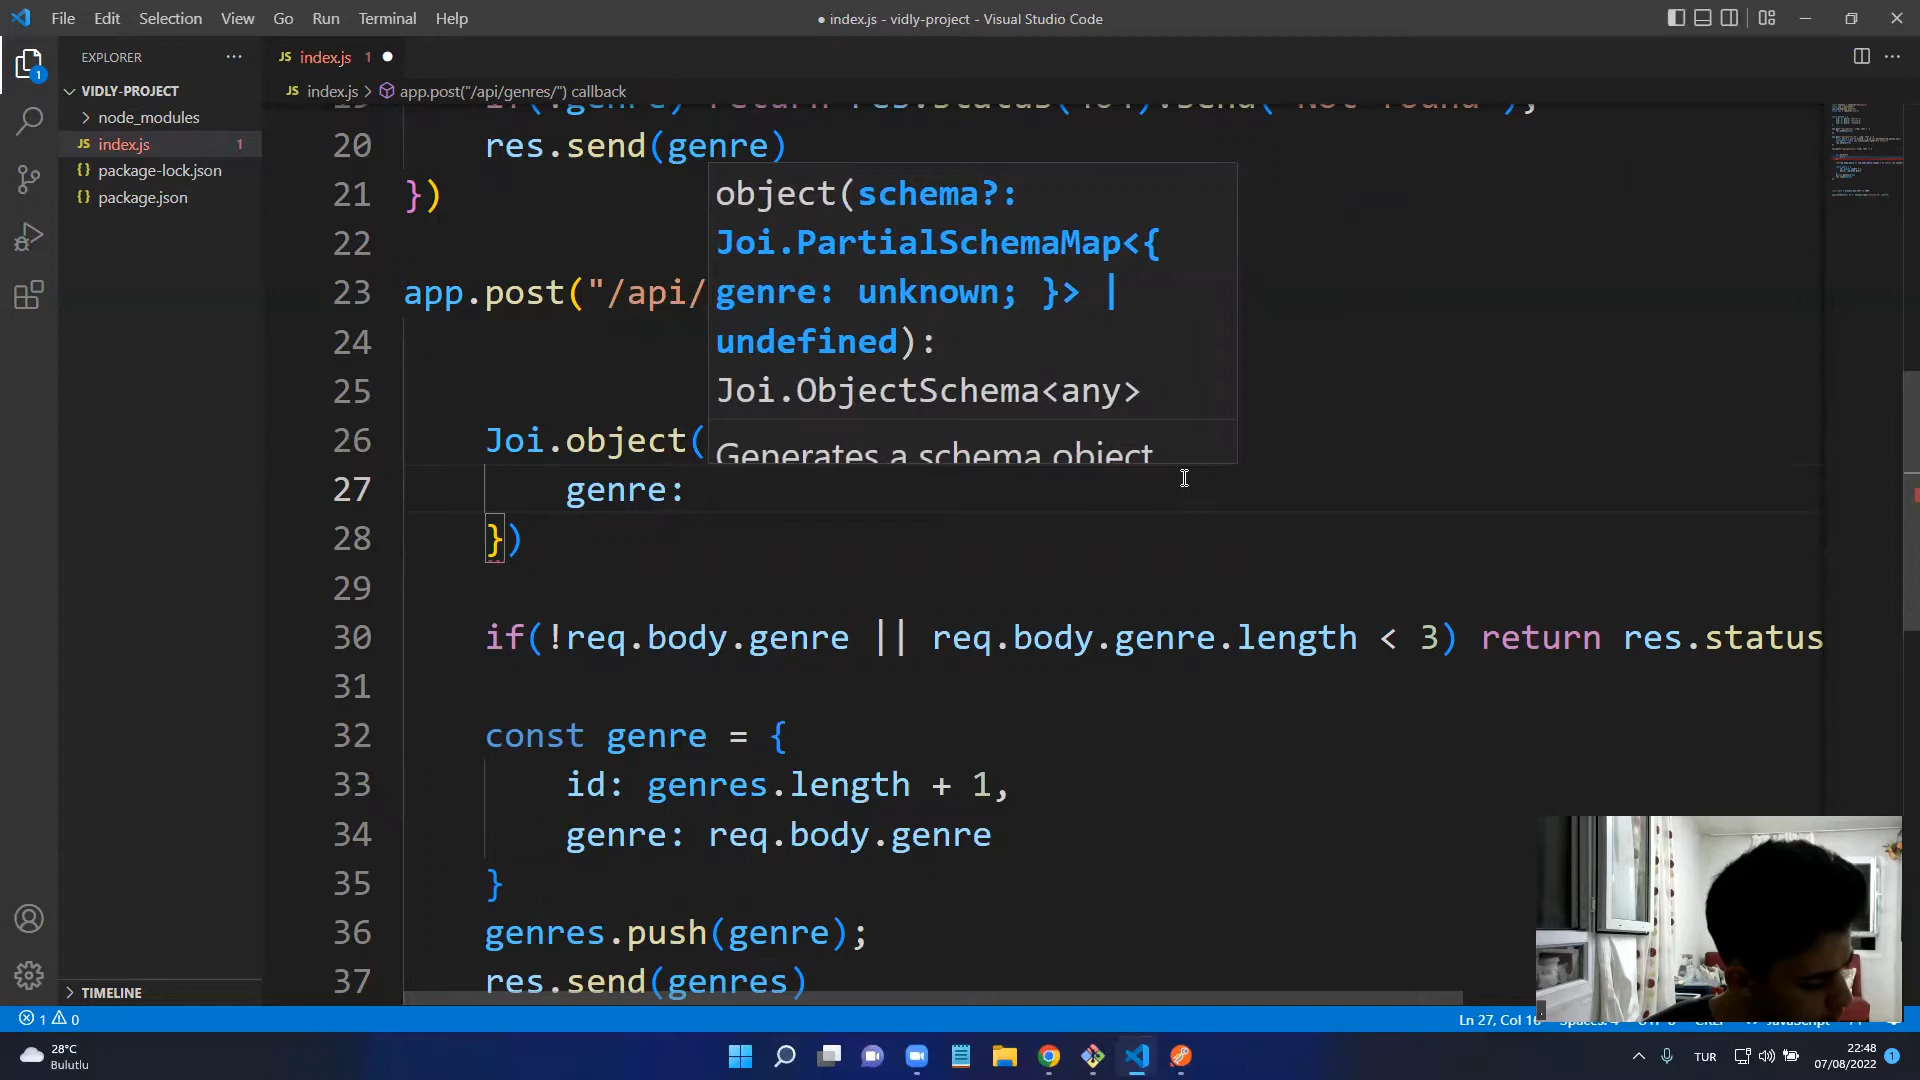 File Edit Selection View Go Run Terminal Help
● index.js - vidly-project - Visual Studio Code
EXPLORER
JS index.js 1 ●
VIDLY-PROJECT
node_modules
JS index.js 1
{} package-lock.json
{} package.json
JS index.js > app.post("/api/genres/") callback
20 res.send(genre)
21 })
22
23 app.post("/api/
24
25
26 Joi.object(
27 genre:
28 })
29
30 if(!req.body.genre || req.body.genre.length < 3) return res.status
31
32 const genre = {
33 id: genres.length + 1,
34 genre: req.body.genre
35 }
36 genres.push(genre);
37 res.send(genres)
object(schema?:
Joi.PartialSchemaMap<{
genre: unknown; }> |
undefined):
Joi.ObjectSchema<any>
Generates a schema object
TIMELINE
1 0
Ln 27, Col 16
28°C
Bulutlu
TUR
22:48
07/08/2022
1